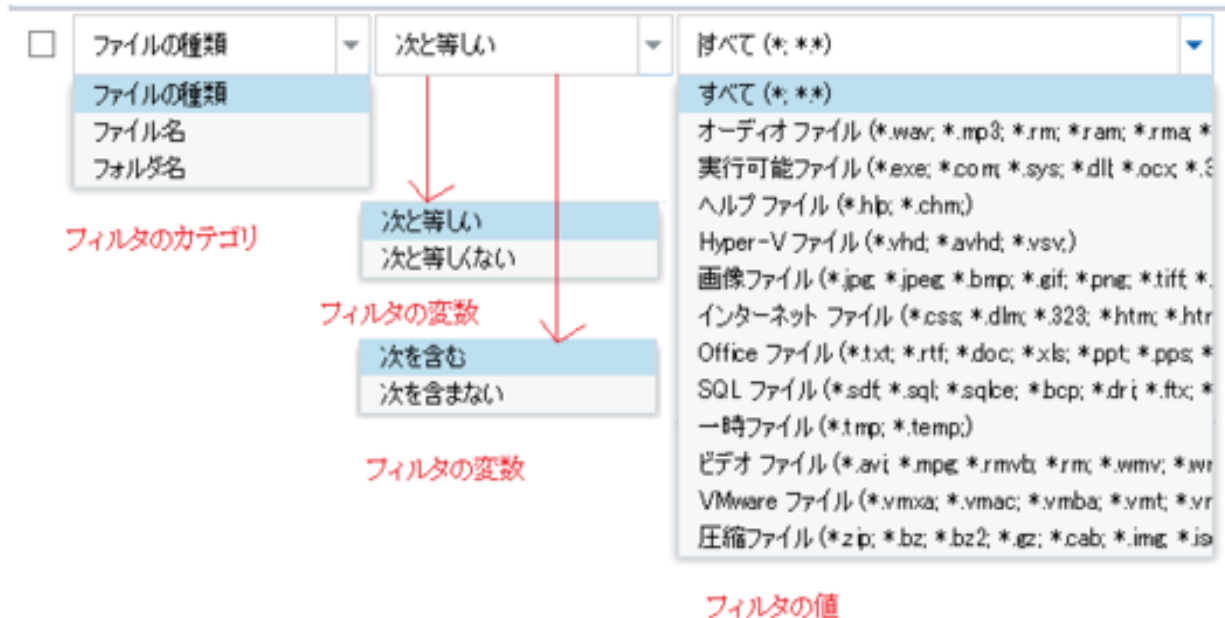 ファイルの種類 次と等しい すべて (*; *.*)
ファイルの種類
ファイル名
フォルダ名
フィルタのカテゴリ
次と等しい
次と等しくない
フィルタの変数
次を含む
次を含まない
フィルタの変数
すべて (*; *.*)
オーディオ ファイル (*.wav; *.mp3; *.rm; *.ram; *.rma; *
実行可能ファイル (*.exe; *.com; *.sys; *.dll; *.ocx; *.3
ヘルプ ファイル (*.hlp; *.chm;)
Hyper-V ファイル (*.vhd; *.avhd; *.vsv;)
画像ファイル (*.jpg; *.jpeg; *.bmp; *.gif; *.png; *.tiff; *.
インターネット ファイル (*.css; *.dlm; *.323; *.htm; *.htr
Office ファイル (*.txt; *.rtf; *.doc; *.xls; *.ppt; *.pps; *
SQL ファイル (*.sdf; *.sql; *.sqlce; *.bcp; *.dri; *.ftx; *
一時ファイル (*.tmp; *.temp;)
ビデオ ファイル (*.avi; *.mpg; *.rmvb; *.rm; *.wmv; *.wr
VMware ファイル (*.vmxa; *.vmac; *.vmba; *.vmt; *.vr
圧縮ファイル (*.zip; *.bz; *.bz2; *.gz; *.cab; *.img; *.is
フィルタの値